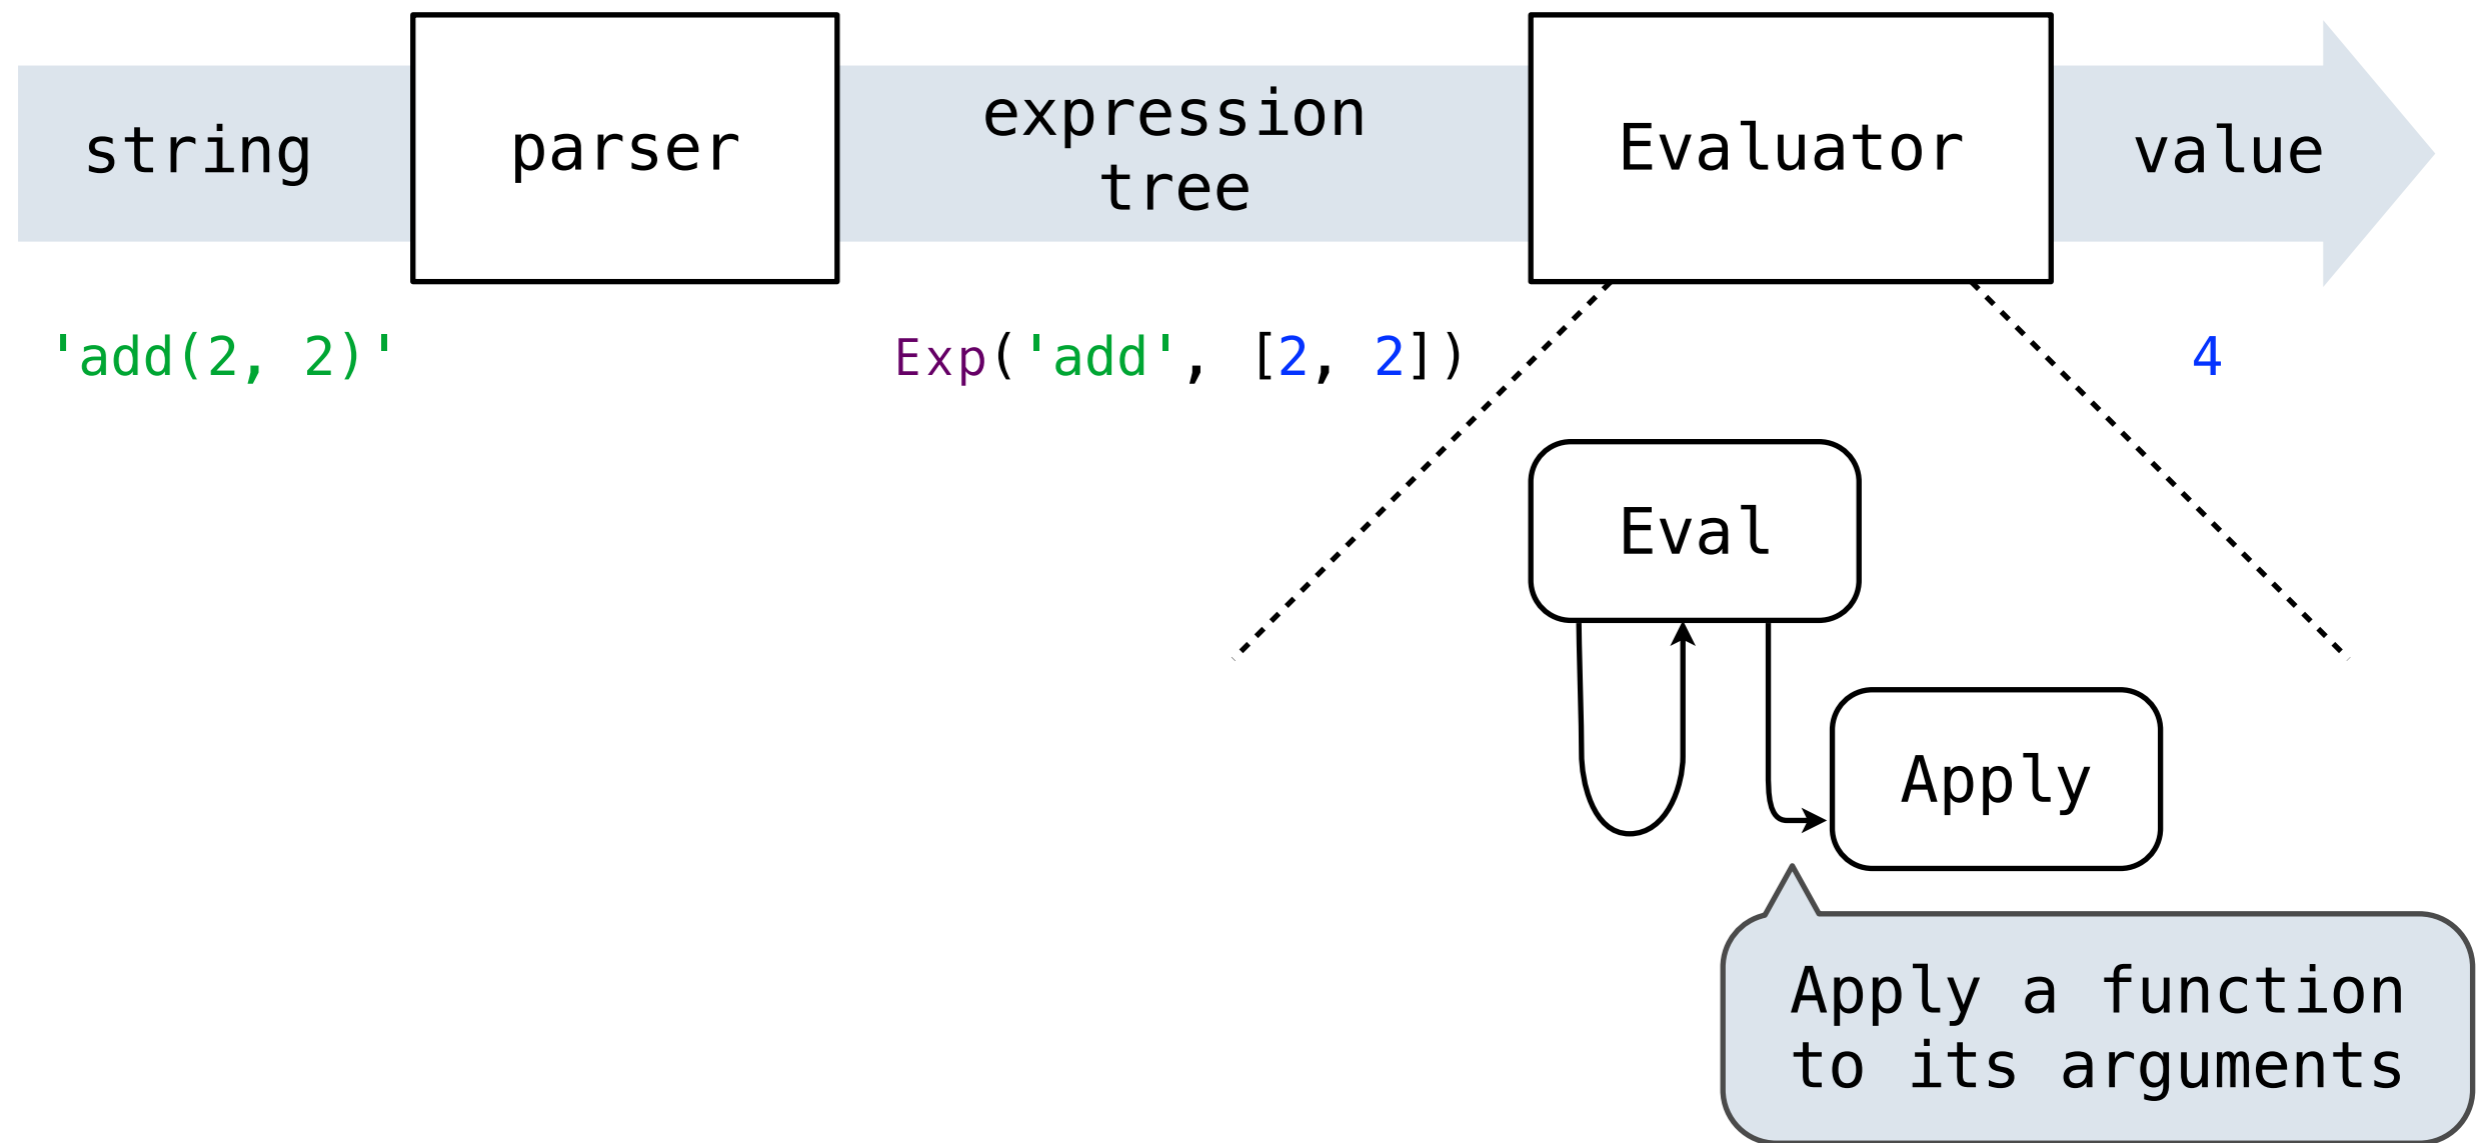 string
parser
expression
tree
Evaluator
value
'add(2, 2)'
Exp('add', [2, 2])
4
Eval
Apply
Apply a function
to its arguments